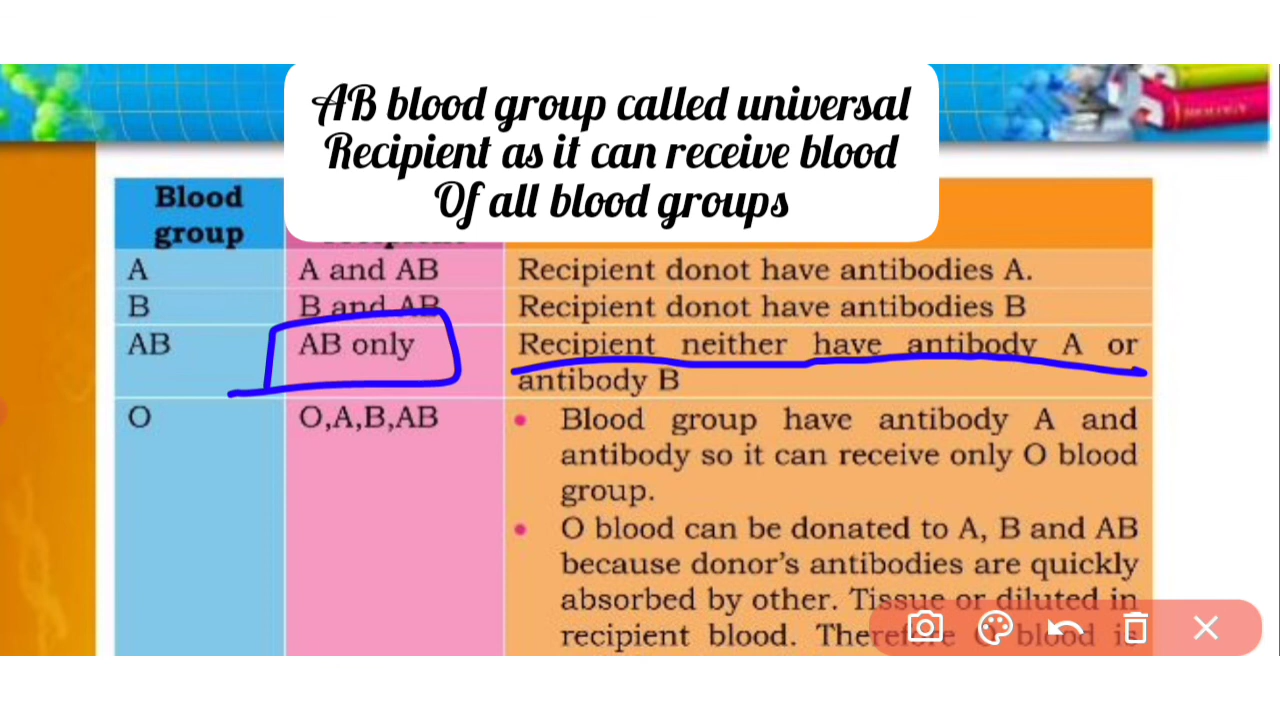 AB blood group called universal
Recipient as it can receive blood
Of all blood groups
Blood
group
A
A and AB
Recipient donot have antibodies A.
B
B and AB
Recipient donot have antibodies B
AB
AB only
Recipient neither have antibody A or
antibody B
O
O,A,B,AB
• Blood group have antibody A and
antibody so it can receive only O blood
group.
• O blood can be donated to A, B and AB
because donor's antibodies are quickly
absorbed by other. Tissue or diluted in
recipient blood. Therefore O blood is